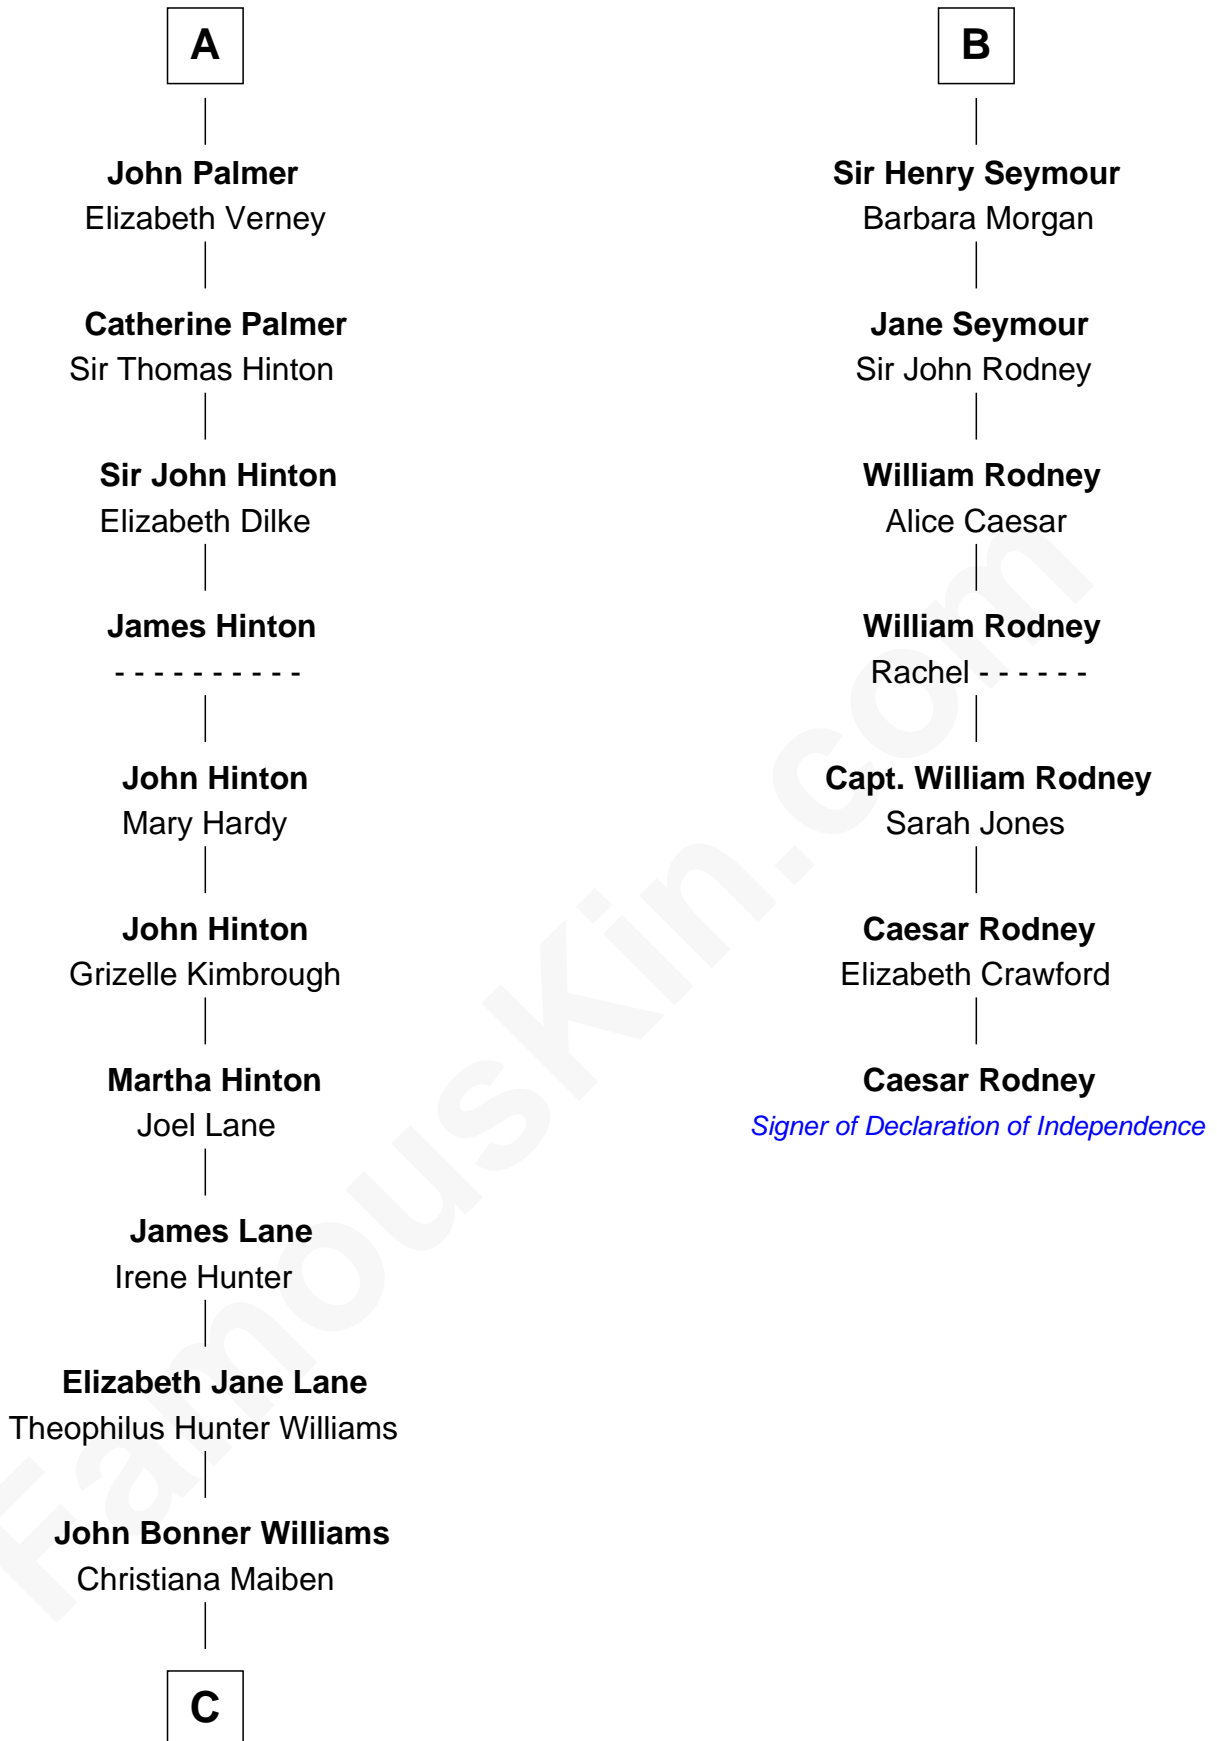 A
John Palmer
Elizabeth Verney
Catherine Palmer
Sir Thomas Hinton
Sir John Hinton
Elizabeth Dilke
James Hinton
- - - - - - - - - -
John Hinton
Mary Hardy
John Hinton
Grizelle Kimbrough
Martha Hinton
Joel Lane
James Lane
Irene Hunter
Elizabeth Jane Lane
Theophilus Hunter Williams
John Bonner Williams
Christiana Maiben
C
B
Sir Henry Seymour
Barbara Morgan
Jane Seymour
Sir John Rodney
William Rodney
Alice Caesar
William Rodney
Rachel - - - - - -
Capt. William Rodney
Sarah Jones
Caesar Rodney
Elizabeth Crawford
Caesar Rodney
Signer of Declaration of Independence
FamousKin.com